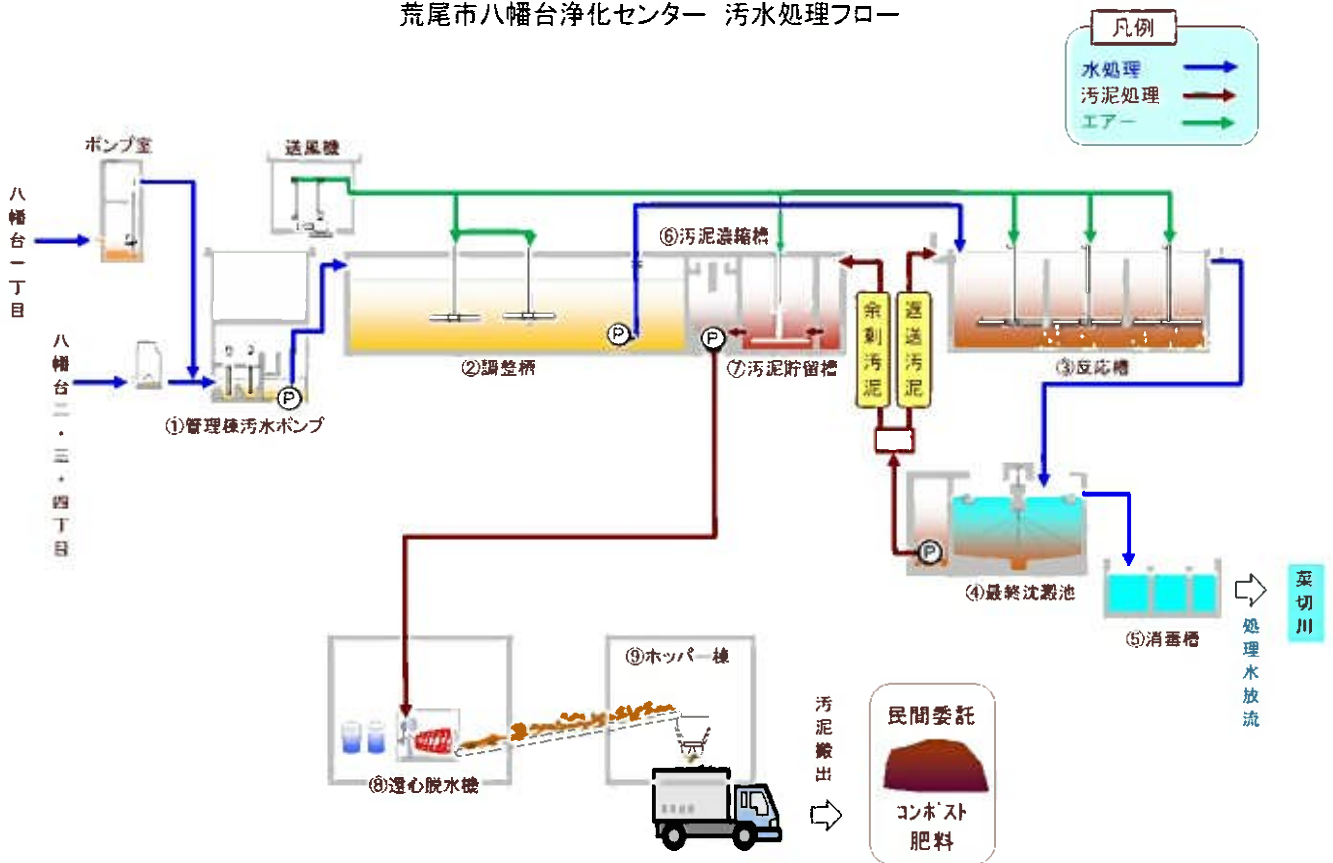 荒尾市八幡台浄化センター 汚水処理フロー
凡例
水処理
汚泥処理
エアー
ポンプ室
送風機
八幡台一丁目
八幡台二・三・四丁目
①管理棟汚水ポンプ
P
②調整槽
P
⑥汚泥濃縮槽
P
⑦汚泥貯留槽
余剰汚泥
返送汚泥
③反応槽
P
④最終沈澱池
⑤消毒槽
処理水放流
菜切川
⑧遠心脱水機
⑨ホッパー棟
汚泥搬出
民間委託
コンポスト
肥料